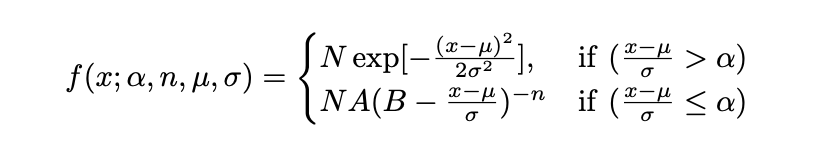 f(x; α, n, μ, σ) = { N exp[−(x−μ)²/2σ²], if ((x−μ)/σ > α)
NA(B − (x−μ)/σ)⁻ⁿ if ((x−μ)/σ ≤ α)